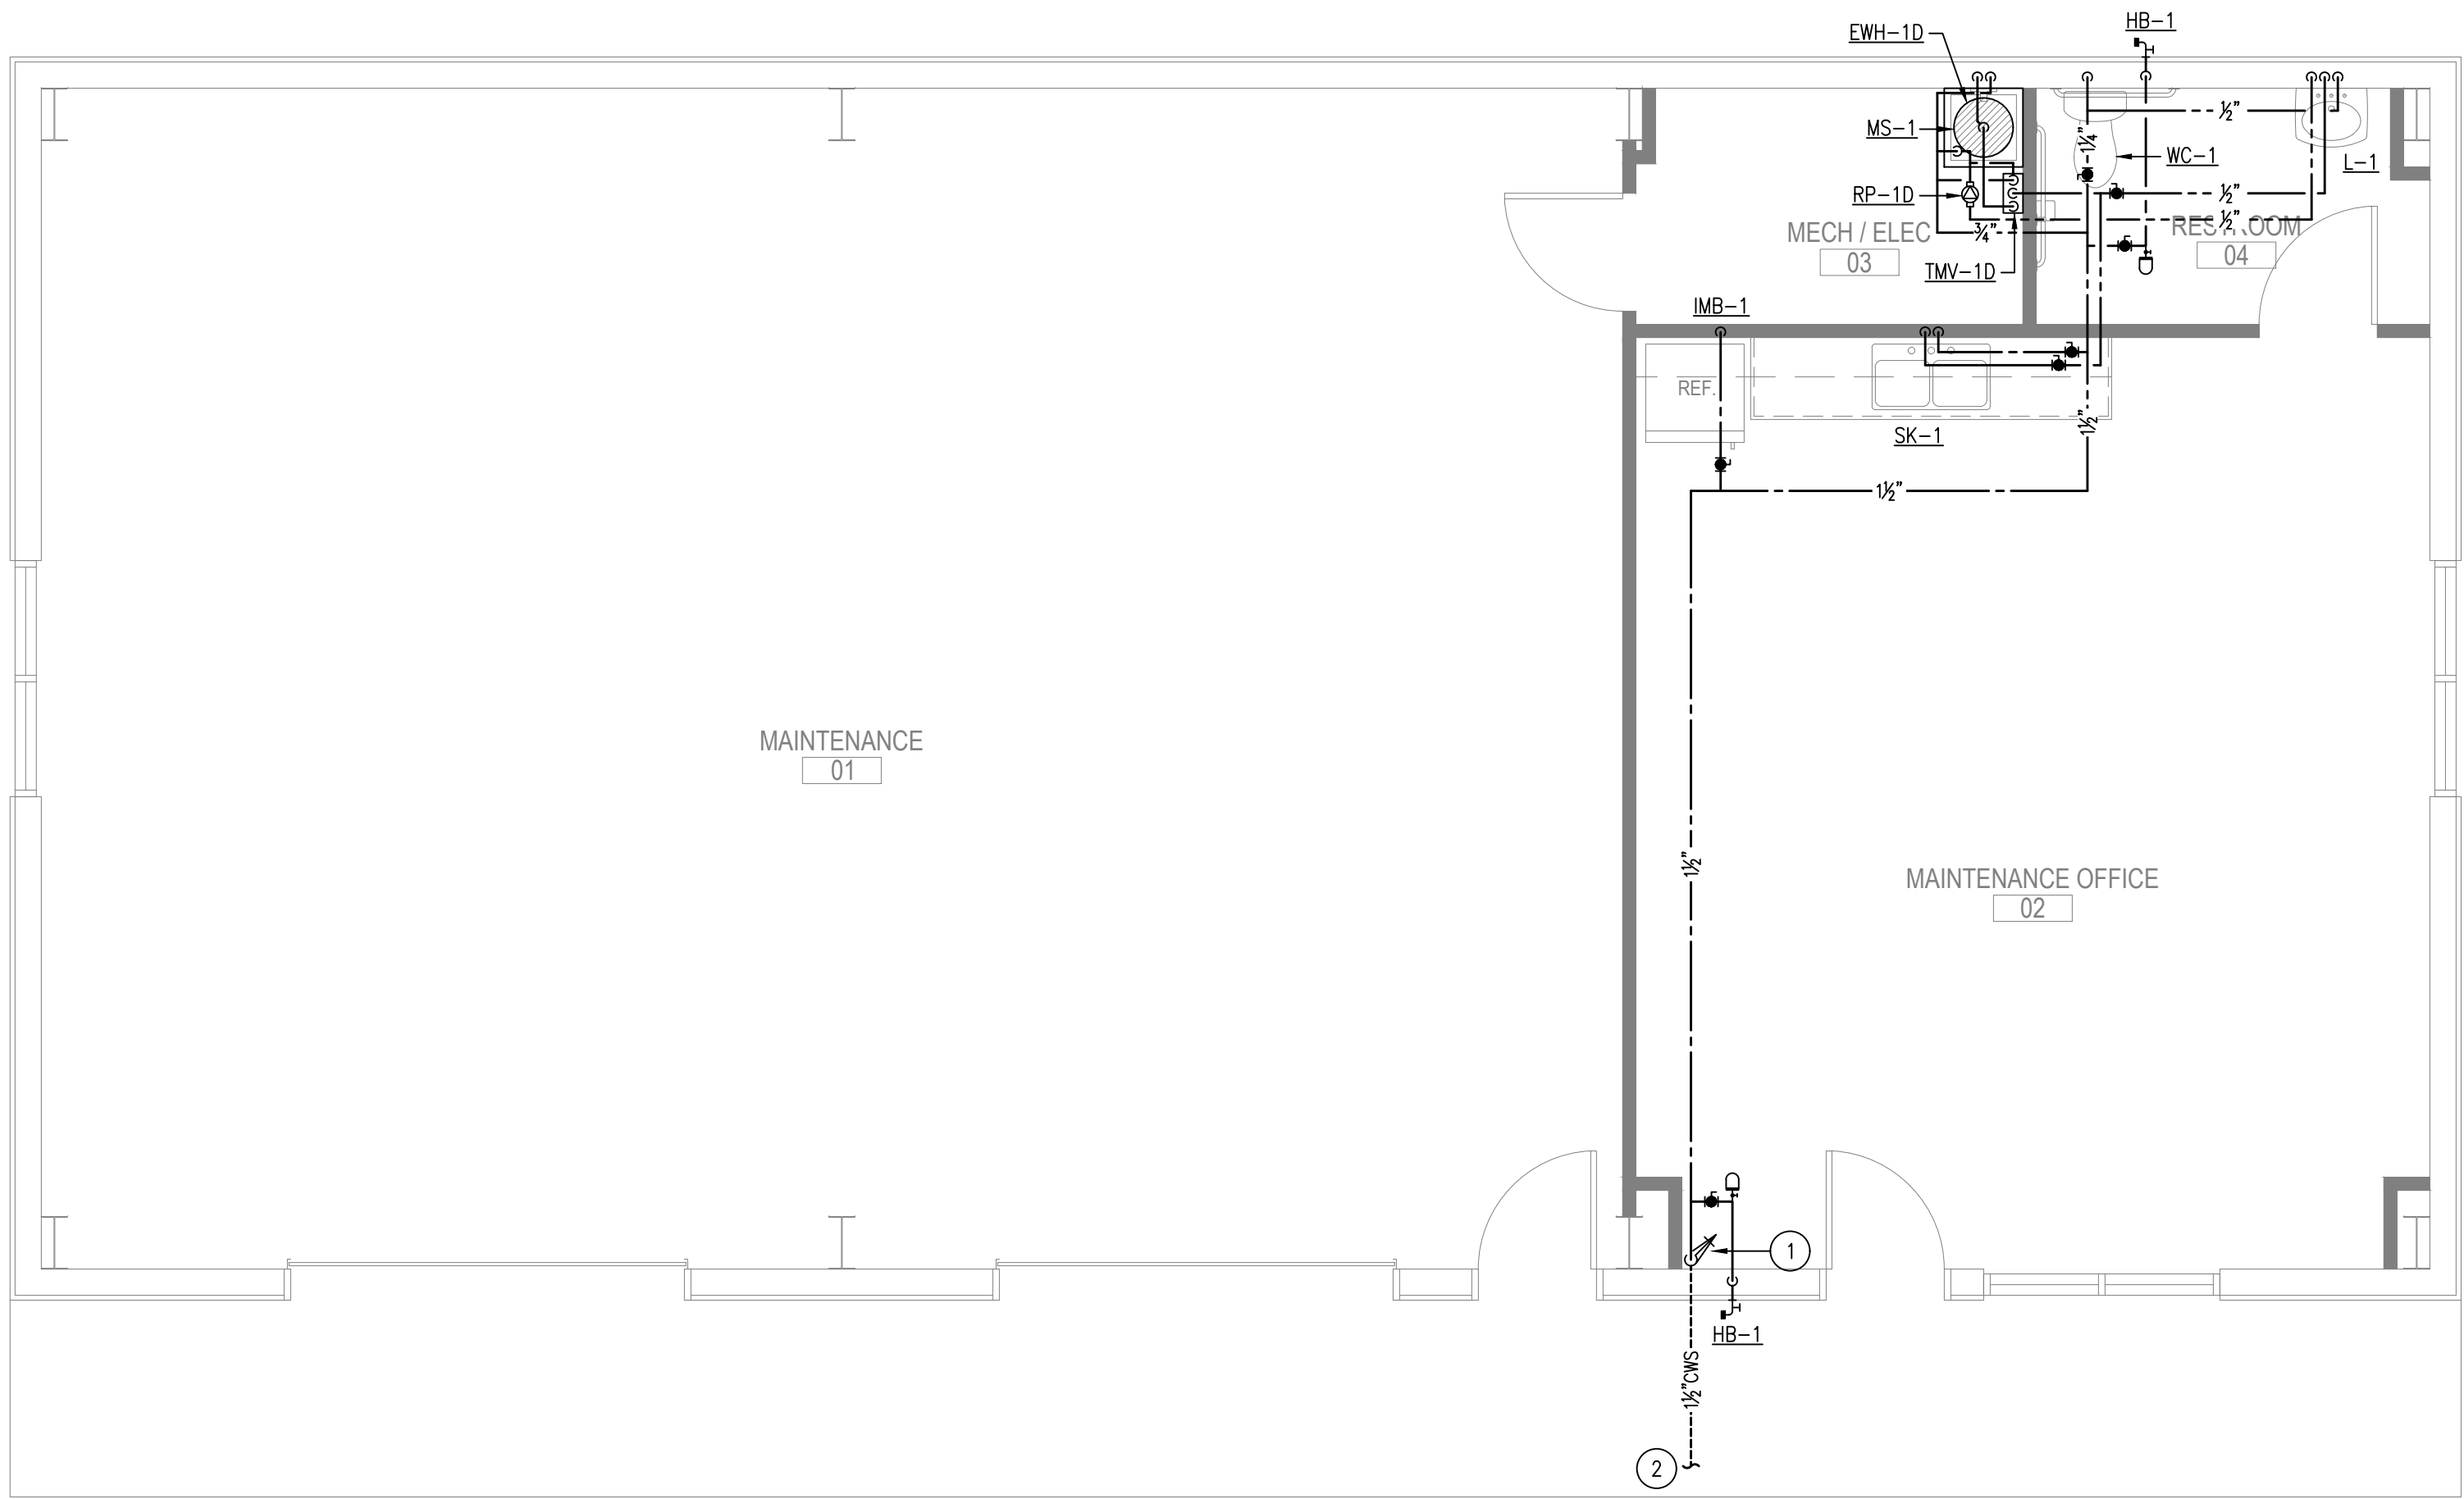 HB-1
EWH-1D
½"
MS-1
1¼"
WC-1
L-1
RP-1D
½"
½"
MECH / ELEC
03
¾"
RESTROOM
04
TMV-1D
IMB-1
REF.
SK-1
1½"
1½"
MAINTENANCE
01
1½"
MAINTENANCE OFFICE
02
1
HB-1
1½"CWS
2